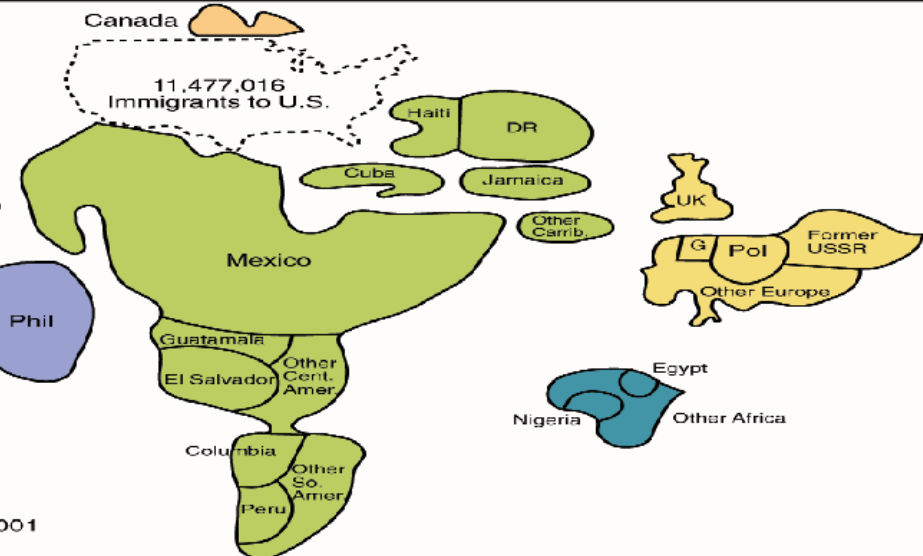 Canada
11,477,016
Immigrants to U.S.
Haiti
DR
Cuba
Jamaica
Other
Carrib.
UK
G
Pol
Former
USSR
Other Europe
Mexico
Phil
Guatamala
El Salvador
Other
Cent.
Amer.
Egypt
Nigeria
Other Africa
Columbia
Other
So.
Amer.
Peru
001